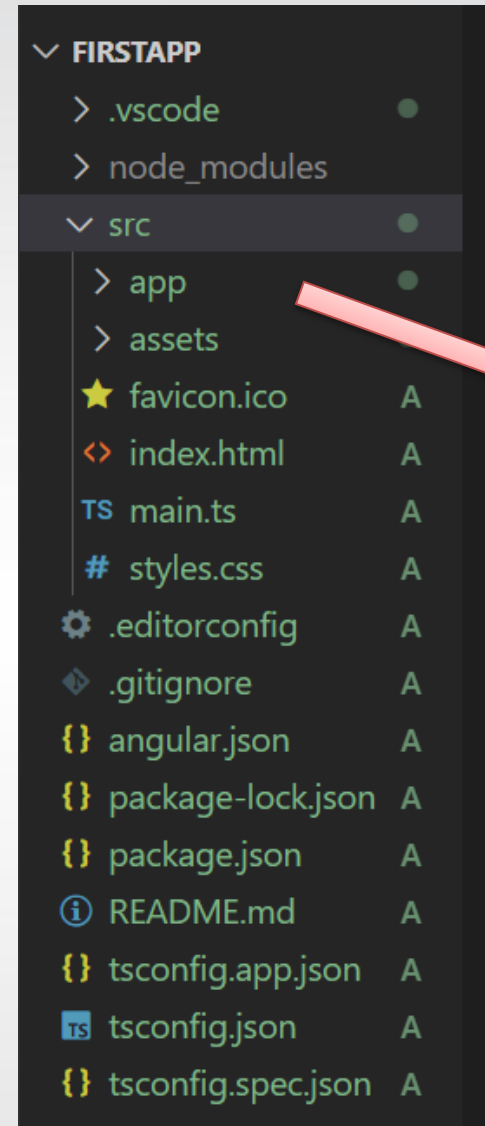 FIRSTAPP
.vscode
node_modules
src
app
assets
favicon.ico A
<> index.html A
TS main.ts A
# styles.css A
.editorconfig A
.gitignore A
{} angular.json A
{} package-lock.json A
{} package.json A
README.md A
{} tsconfig.app.json A
TS tsconfig.json A
{} tsconfig.spec.json A